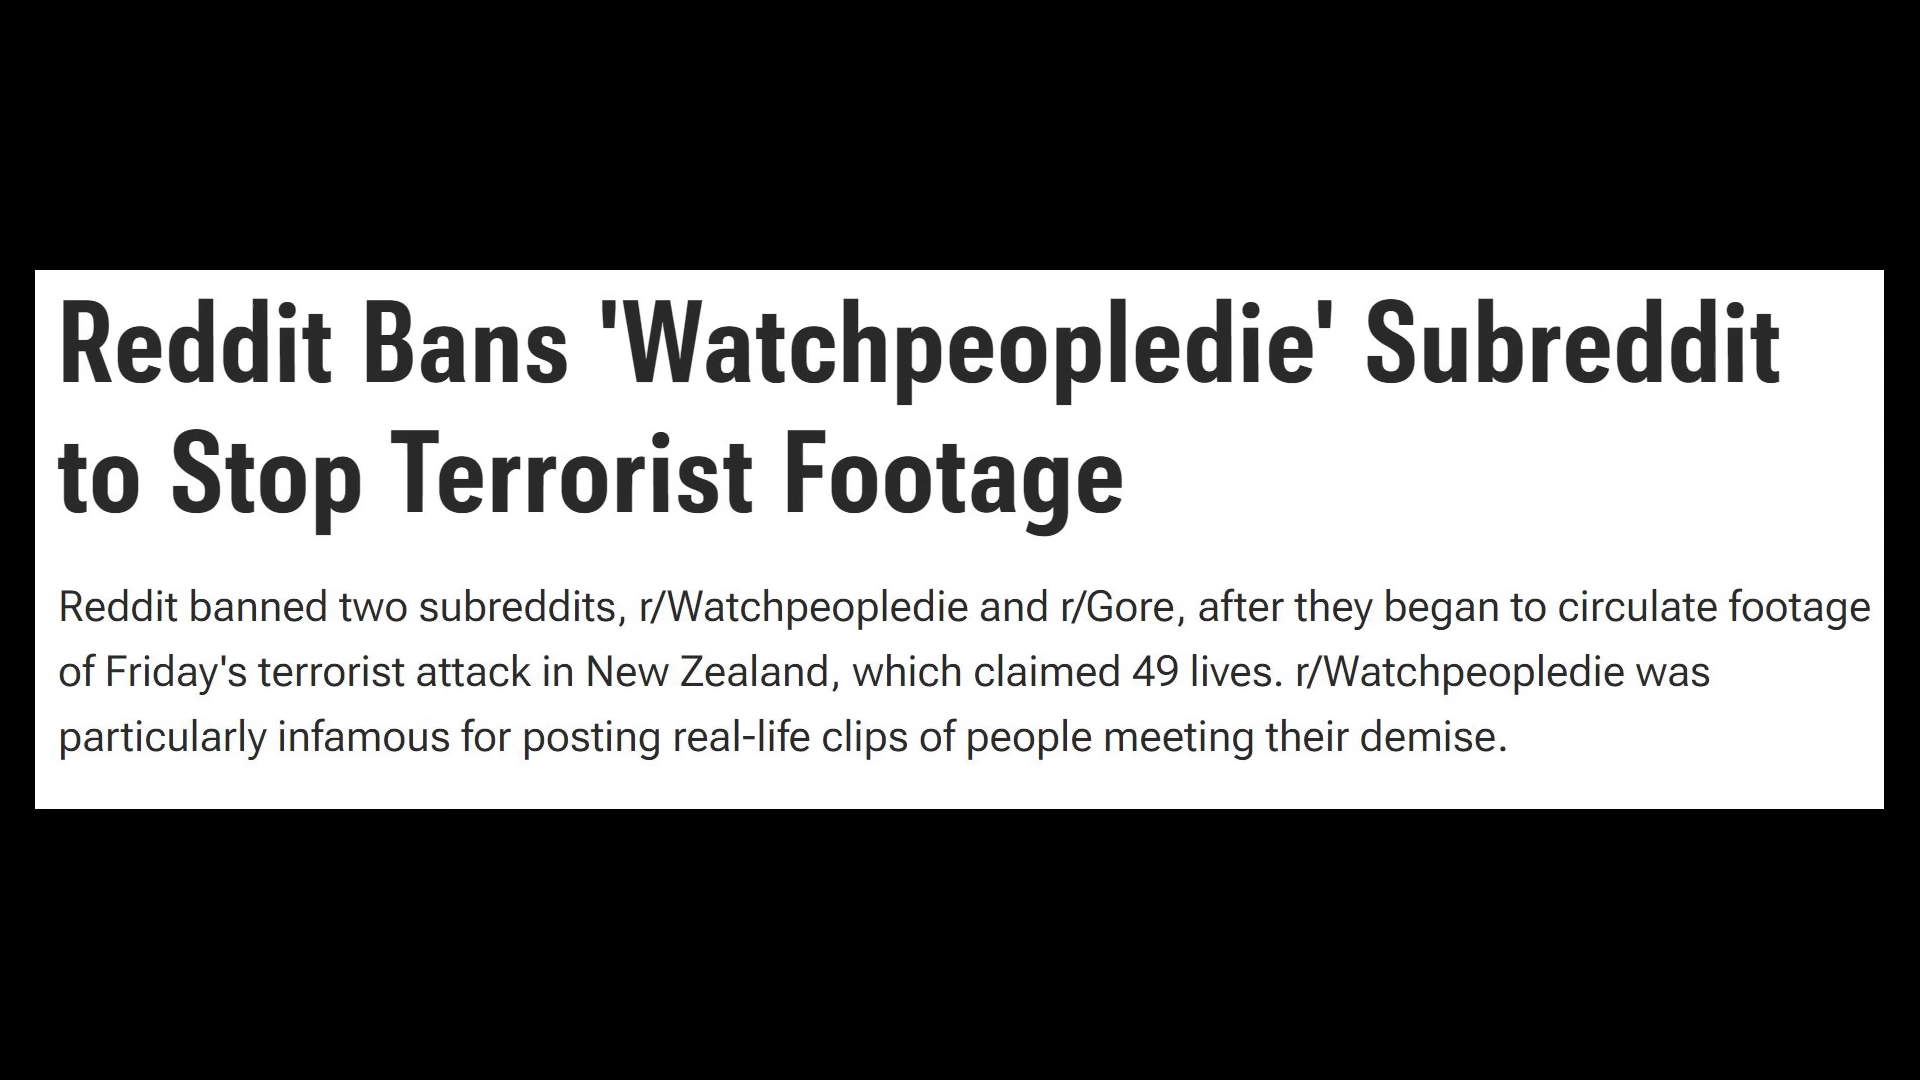 Reddit Bans 'Watchpeopledie' Subreddit
to Stop Terrorist Footage
Reddit banned two subreddits, r/Watchpeopledie and r/Gore, after they began to circulate footage
of Friday's terrorist attack in New Zealand, which claimed 49 lives. r/Watchpeopledie was
particularly infamous for posting real-life clips of people meeting their demise.